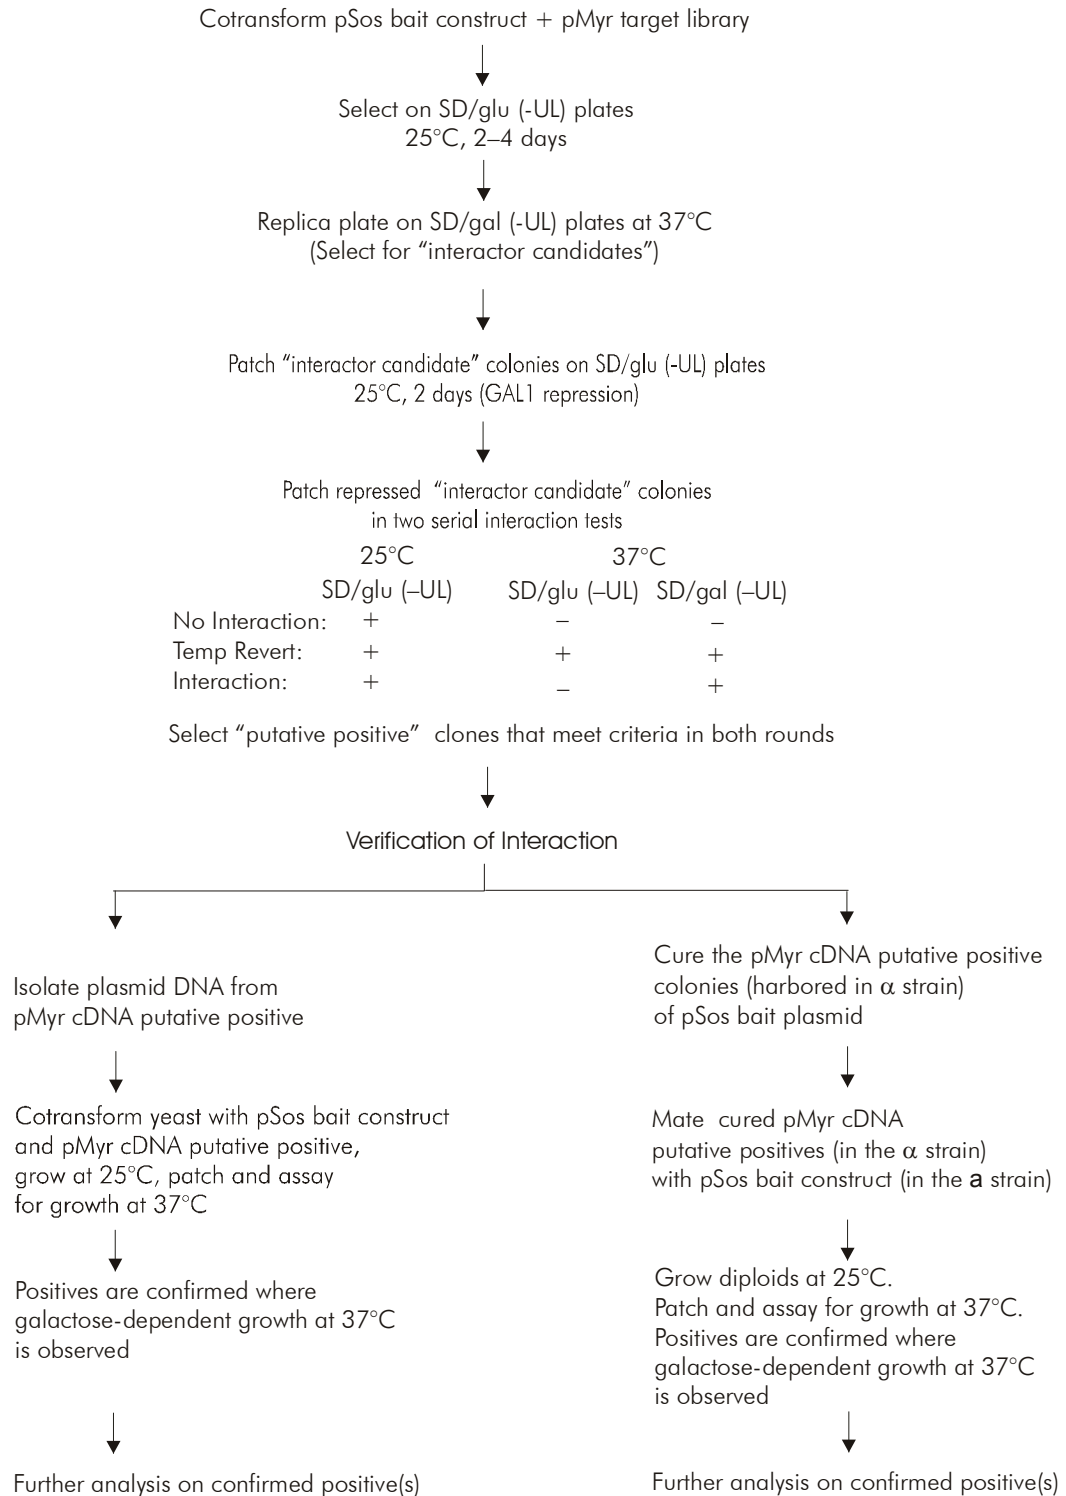 Cotransform pSos bait construct + pMyr target library
Select on SD/glu (-UL) plates
25°C, 2–4 days
Replica plate on SD/gal (-UL) plates at 37°C
(Select for “interactor candidates”)
Patch “interactor candidate” colonies on SD/glu (-UL) plates
25°C, 2 days (GAL1 repression)
Patch repressed “interactor candidate” colonies
in two serial interaction tests
25°C 37°C
SD/glu (–UL) SD/glu (–UL) SD/gal (–UL)
No Interaction: + – –
Temp Revert: + + +
Interaction: + – +
Select “putative positive” clones that meet criteria in both rounds
Verification of Interaction
Isolate plasmid DNA from
pMyr cDNA putative positive
Cotransform yeast with pSos bait construct
and pMyr cDNA putative positive,
grow at 25°C, patch and assay
for growth at 37°C
Positives are confirmed where
galactose-dependent growth at 37°C
is observed
Further analysis on confirmed positive(s)
Cure the pMyr cDNA putative positive
colonies (harbored in α strain)
of pSos bait plasmid
Mate cured pMyr cDNA
putative positives (in the α strain)
with pSos bait construct (in the a strain)
Grow diploids at 25°C.
Patch and assay for growth at 37°C.
Positives are confirmed where
galactose-dependent growth at 37°C
is observed
Further analysis on confirmed positive(s)